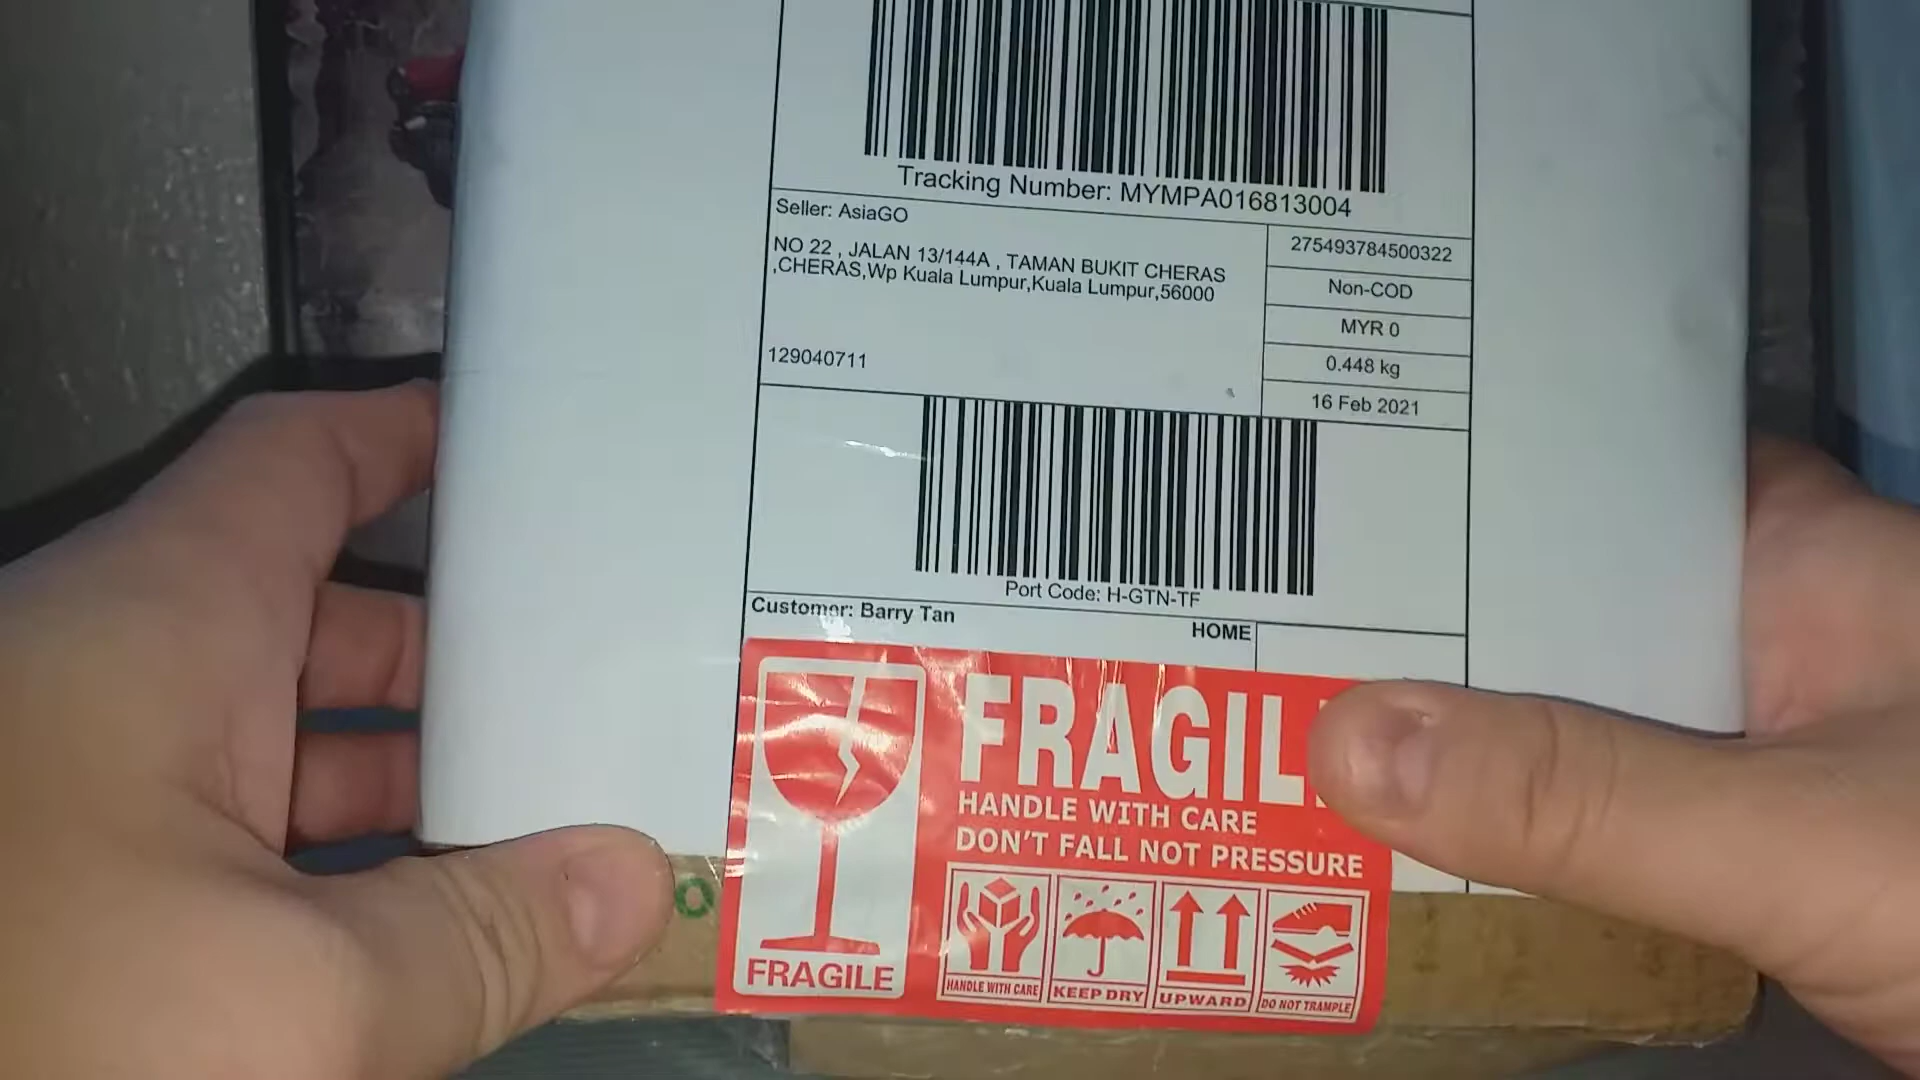 Tracking Number: MYMPA016813004
Seller: AsiaGO
NO 22 , JALAN 13/144A , TAMAN BUKIT CHERAS
,CHERAS,Wp Kuala Lumpur,Kuala Lumpur,56000
129040711
275493784500322
Non-COD
MYR 0
0.448 kg
16 Feb 2021
Port Code: H-GTN-TF
Customer: Barry Tan
HOME
FRAGIL
HANDLE WITH CARE
DON'T FALL NOT PRESSURE
FRAGILE
HANDLE WITH CARE
KEEP DRY
UPWARD
DO NOT TRAMPLE
O